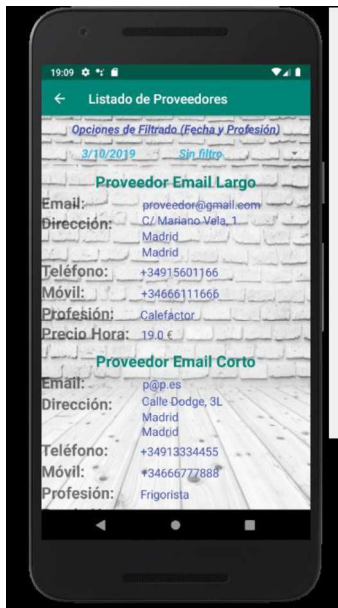 19:09
Listado de Proveedores
Opciones de Filtrado (Fecha y Profesión)
3/10/2019 Sin filtro
Proveedor Email Largo
Email: proveedor@gmail.com
Dirección: C/ Mariano Vela, 1
Madrid
Madrid
Teléfono: +34915601166
Móvil: +34666111666
Profesión: Calefactor
Precio Hora: 19.0 €
Proveedor Email Corto
Email: p@p.es
Dirección: Calle Dodge, 3L
Madrid
Madrid
Teléfono: +34913334455
Móvil: +34666777888
Profesión: Frigorista